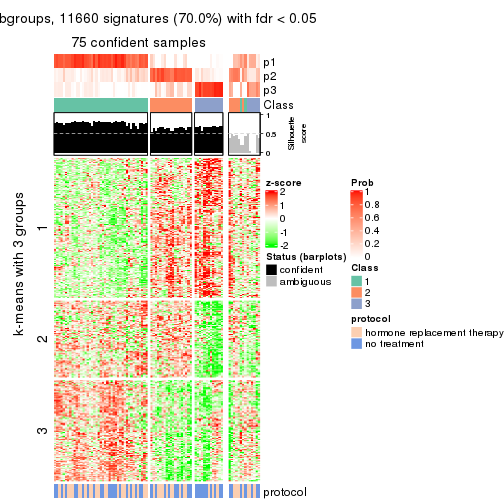 bgroups, 11660 signatures (70.0%) with fdr < 0.05
75 confident samples
p1
p2
p3
Class
1
0.5
0
Silhouette
score
k-means with 3 groups
1
2
3
protocol
z-score
2
1
0
-1
-2
Status (barplots)
confident
ambiguous
Prob
1
0.8
0.6
0.4
0.2
0
Class
1
2
3
protocol
hormone replacement therapy
no treatment